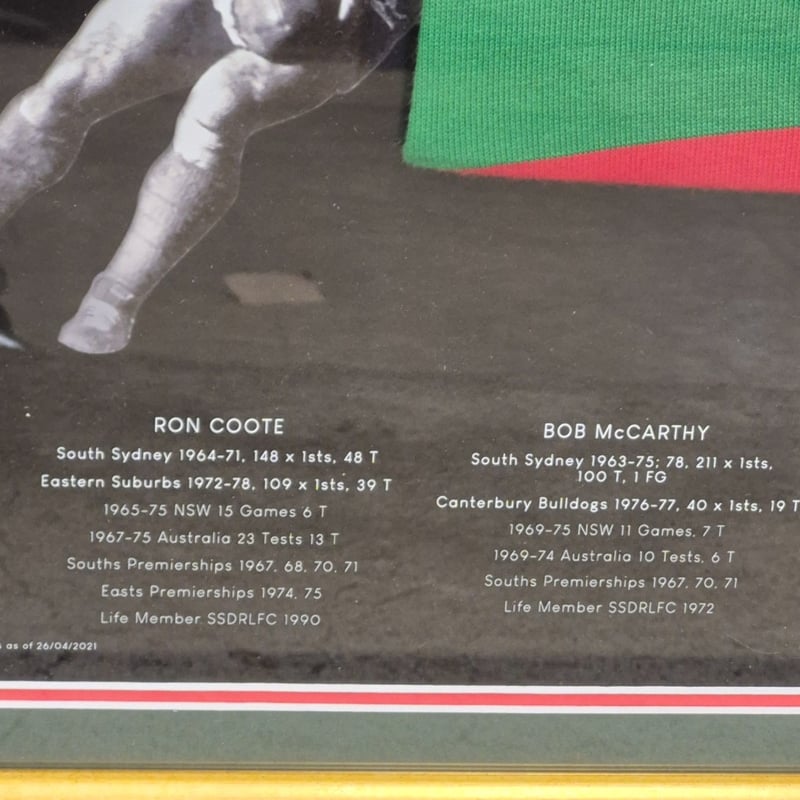 RON COOTE
South Sydney 1964-71, 148 x 1sts, 48 T
Eastern Suburbs 1972-78, 109 x 1sts, 39 T
1965-75 NSW 15 Games 6 T
1967-75 Australia 23 Tests 13 T
Souths Premierships 1967, 68, 70, 71
Easts Premierships 1974, 75
Life Member SSDRLFC 1990
as of 26/04/2021
BOB McCARTHY
South Sydney 1963-75; 78, 211 x 1sts,
100 T, 1 FG
Canterbury Bulldogs 1976-77, 40 x 1sts, 19 T
1969-75 NSW 11 Games, 7 T
1969-74 Australia 10 Tests, 6 T
Souths Premierships 1967, 70, 71
Life Member SSDRLFC 1972